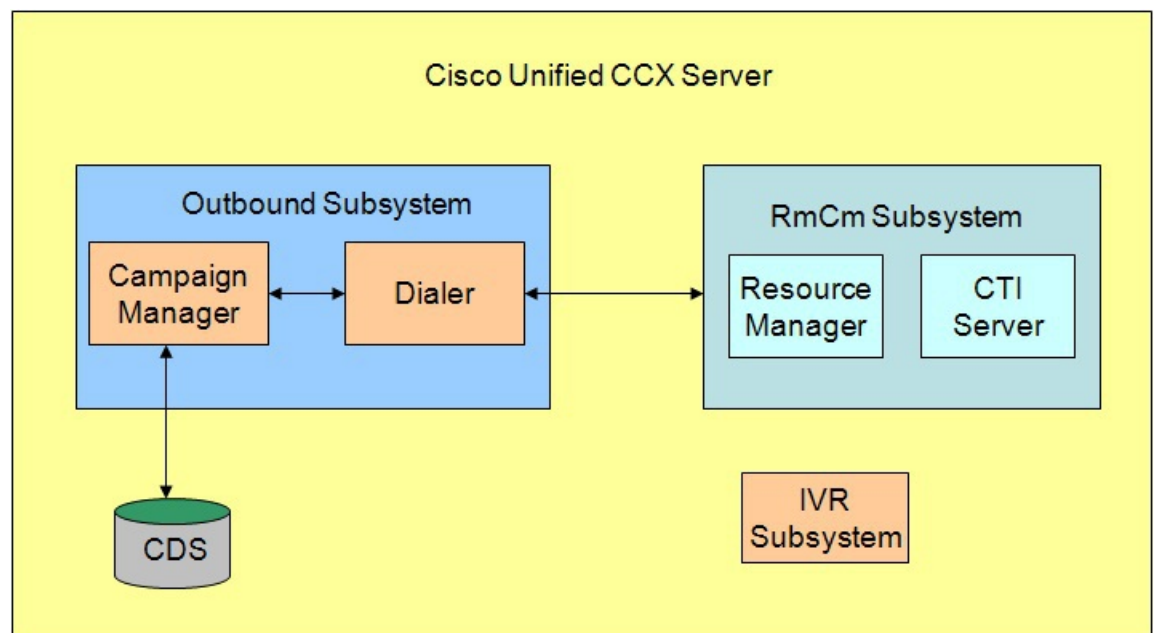 Cisco Unified CCX Server
Outbound Subsystem
Campaign
Manager
Dialer
RmCm Subsystem
Resource
Manager
CTI
Server
CDS
IVR
Subsystem